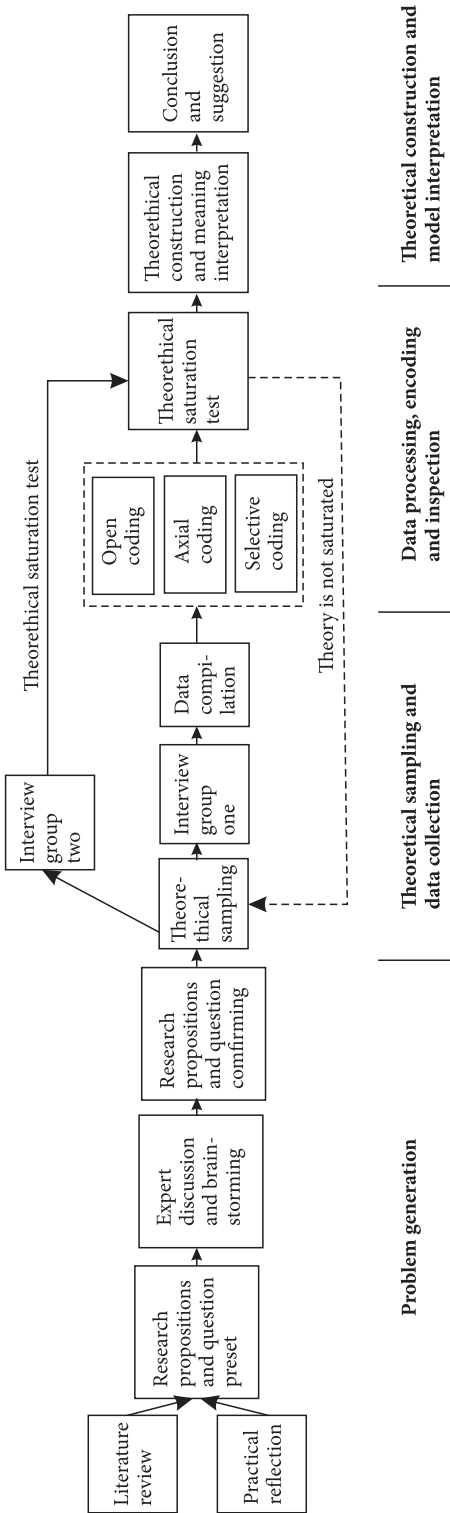 Literature
review
Practical
reflection
Research
propositions
and question
preset
Expert
discussion
and brain-
storming
Research
propositions
and question
comfirming
Theore-
thical
sampling
Interview
group
two
Interview
group
one
Data
compi-
lation
Open
coding
Axial
coding
Selective
coding
Theorethical saturation test
Theorethical
saturation
test
Theory is not saturated
Theorethical
construction
and meaning
interpretation
Conclusion
and
suggestion
Problem generation
Theoretical sampling and
data collection
Data processing, encoding
and inspection
Theoretical construction and
model interpretation